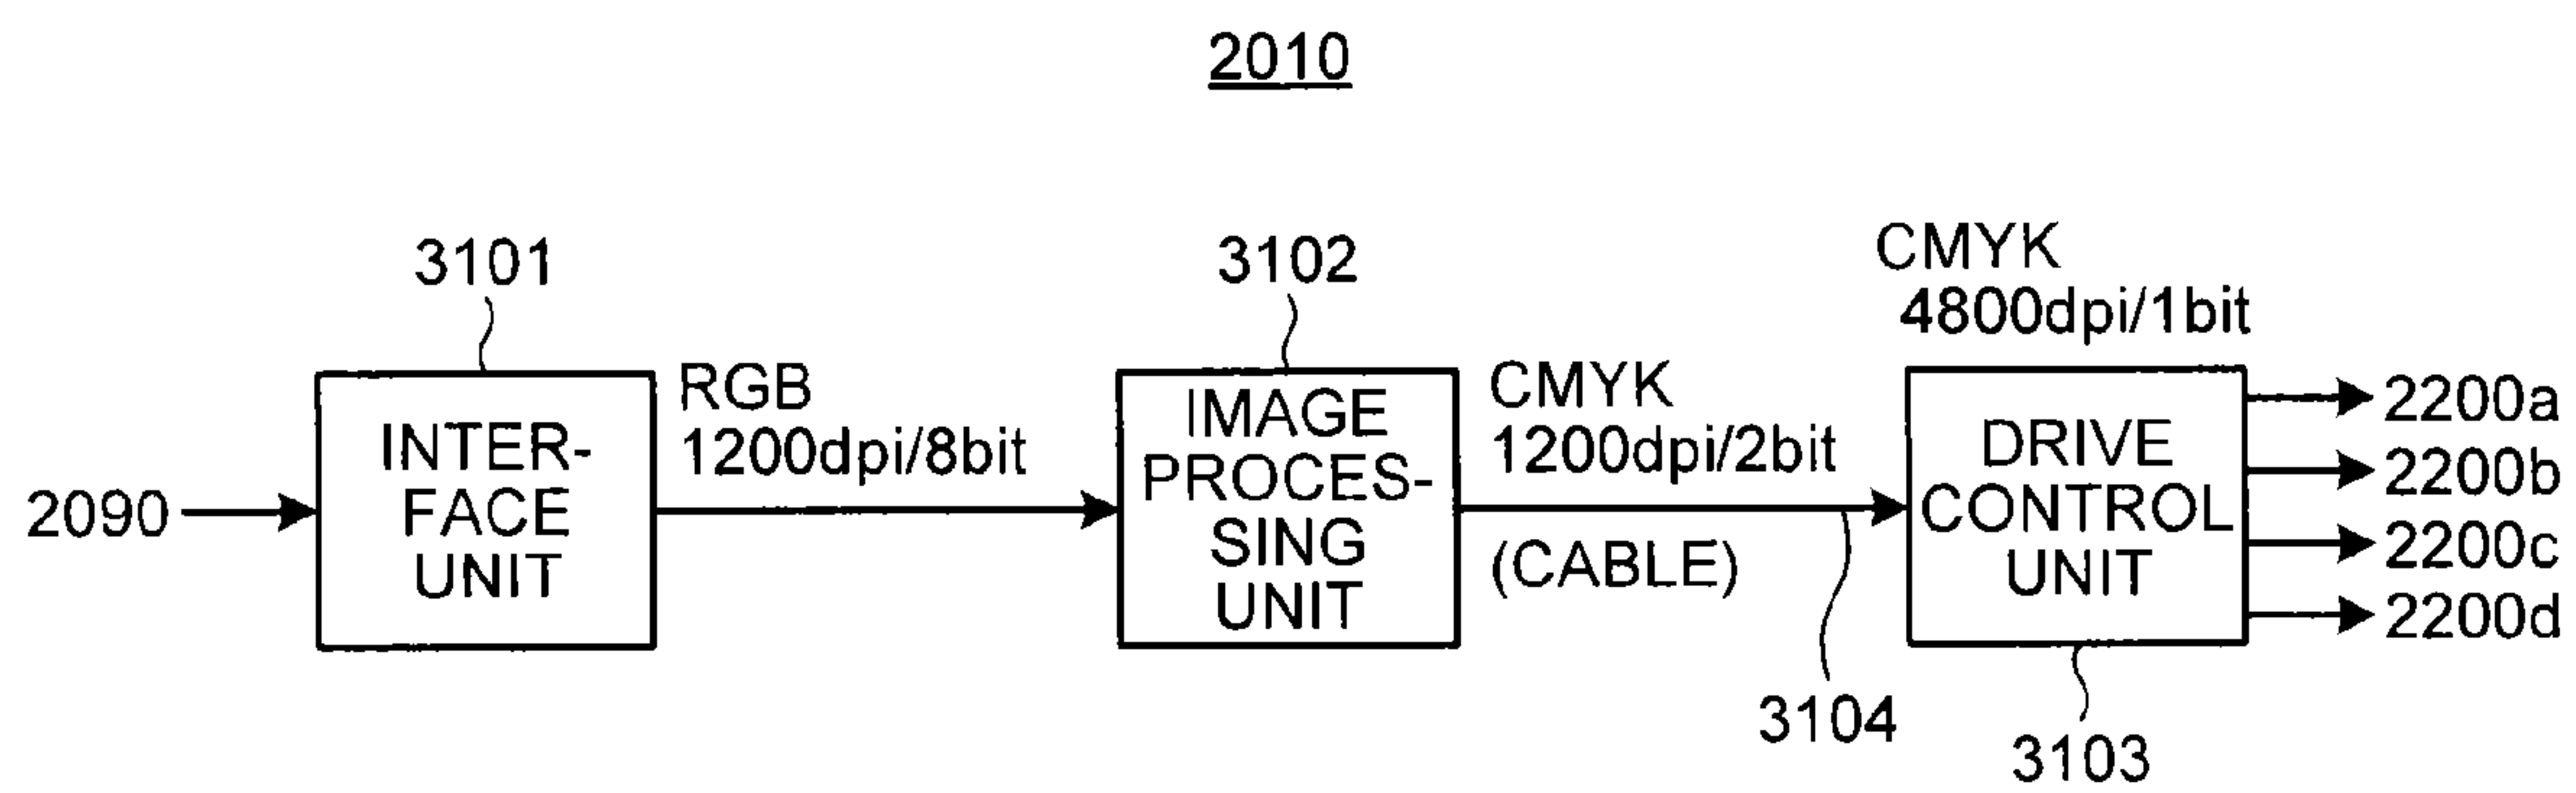 2010
3101
3102
CMYK
4800dpi/1bit
RGB
1200dpi/8bit
CMYK
1200dpi/2bit
2090
INTER-
FACE
UNIT
IMAGE
PROCES-
SING
UNIT
(CABLE)
DRIVE
CONTROL
UNIT
2200a
2200b
2200c
2200d
3104
3103